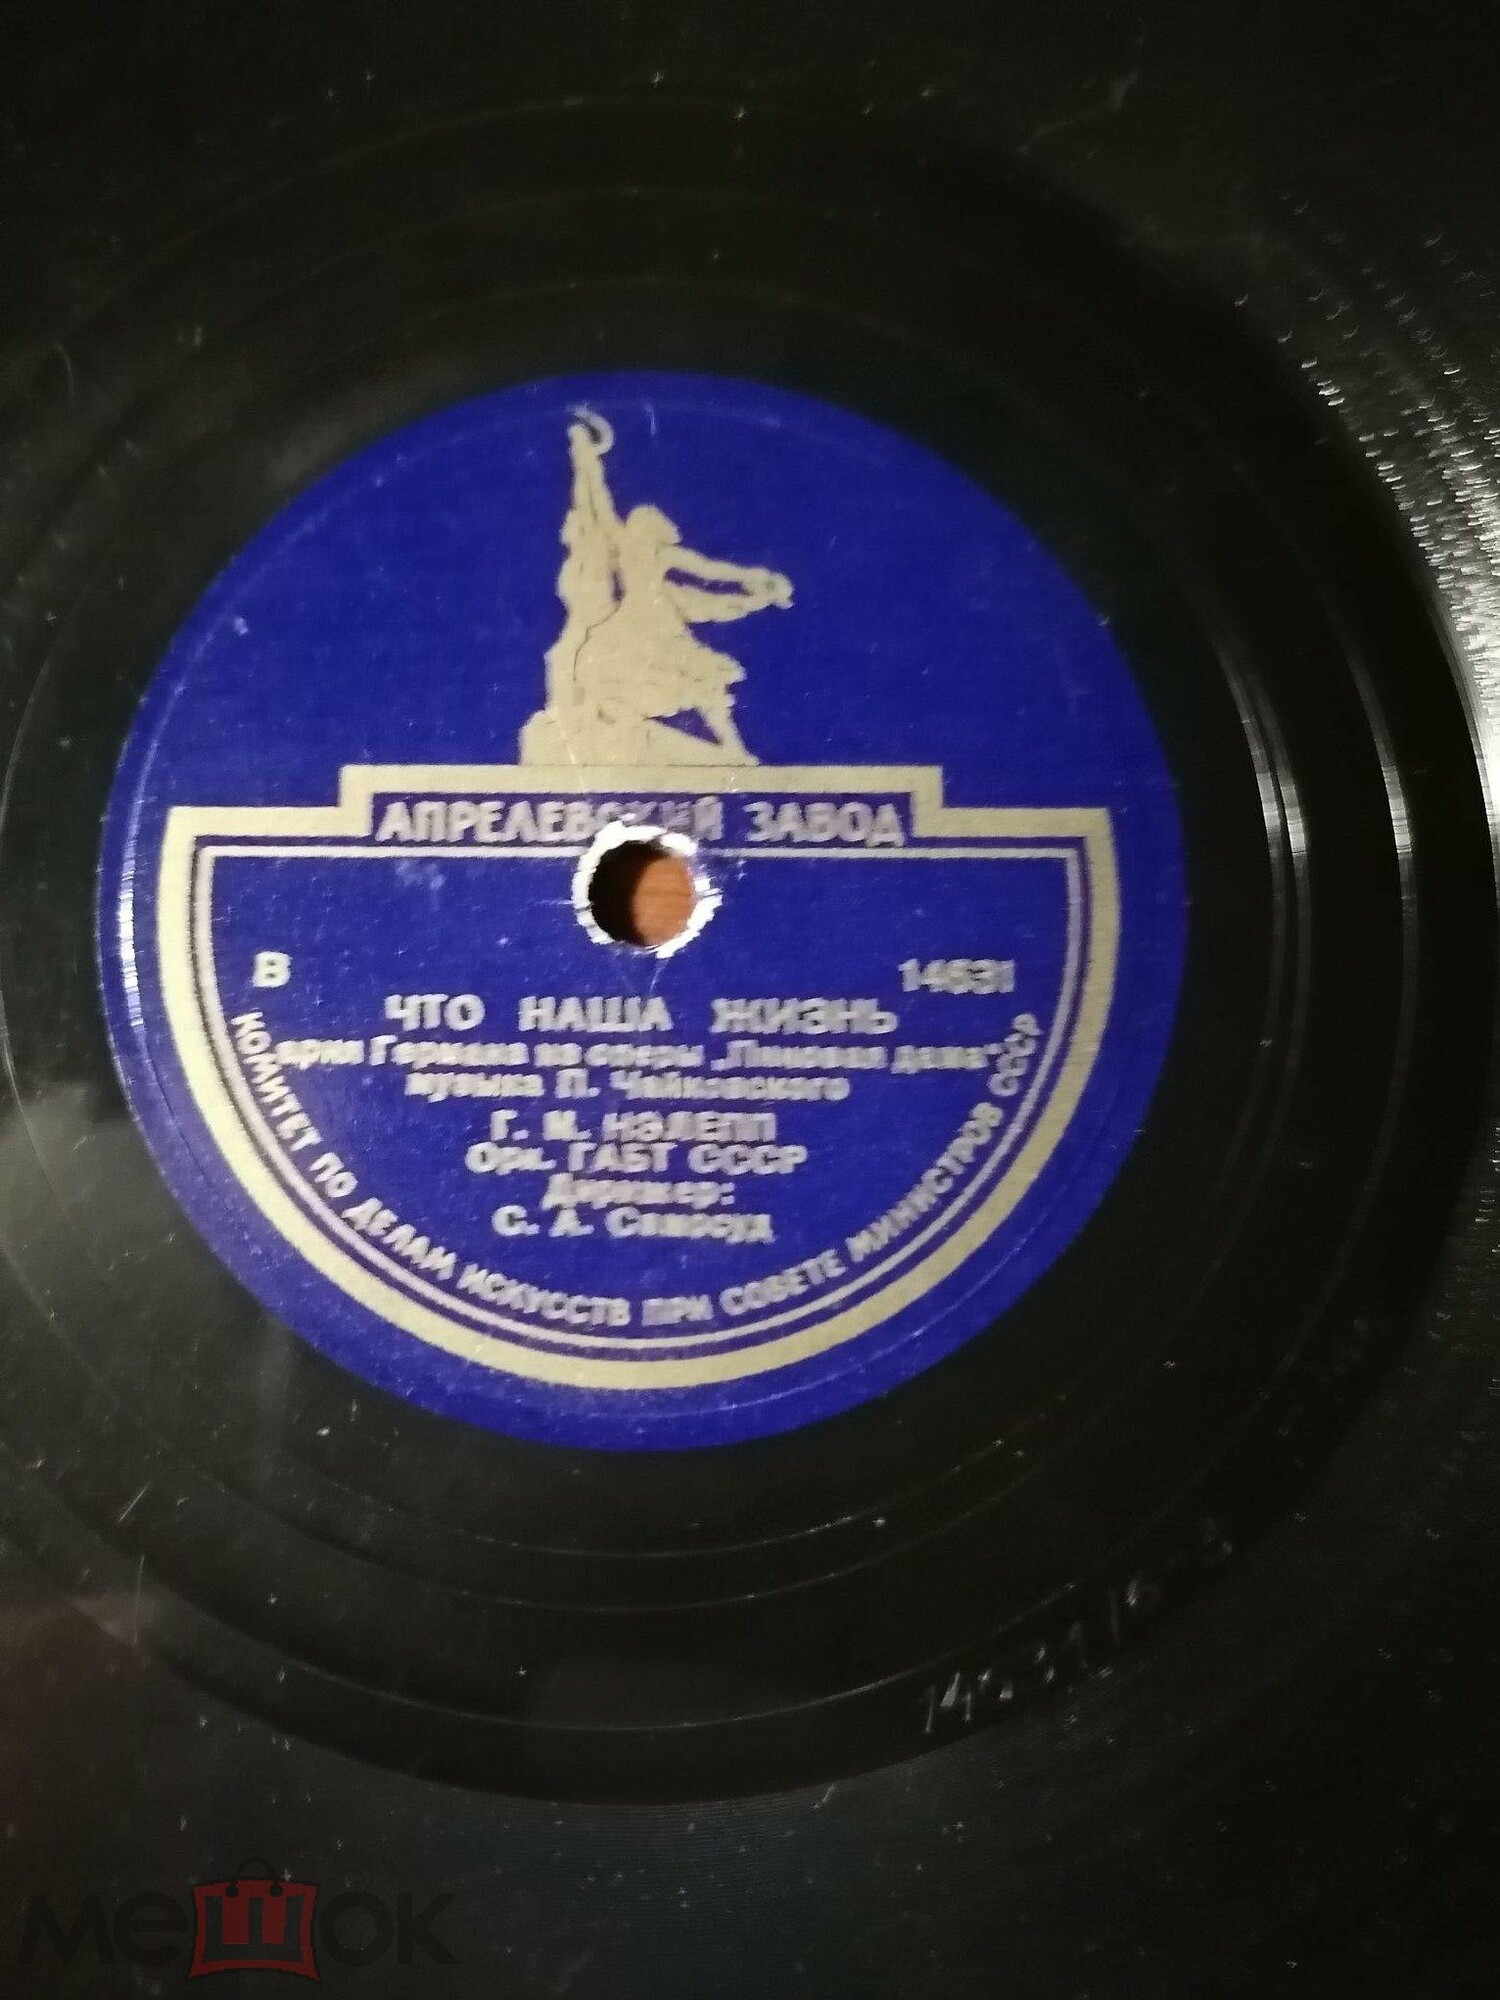 АПРЕЛЕВСКИЙ ЗАВОД
В 14531
ЧТО НАША ЖИЗНЬ
ария Германа из оперы „Пиковая дама"
музыка П. Чайковского
Г. М. НЭЛЕПП
Орк. ГАБТ СССР
Дирижер:
С. А. Самосуд
КОМИТЕТ ПО ДЕЛАМ ИСКУССТВ ПРИ СОВЕТЕ МИНИСТРОВ СССР
мешок